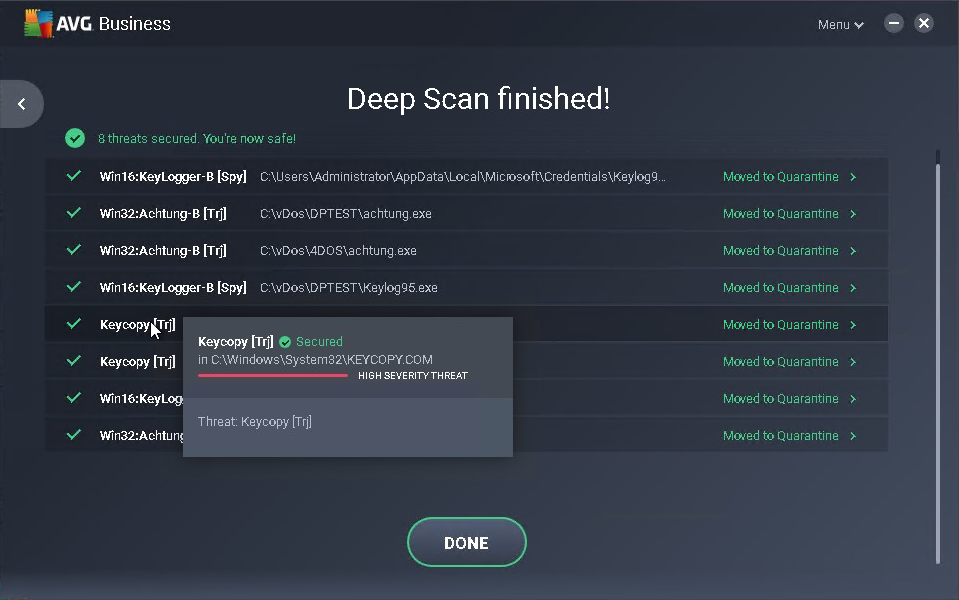 AVG Business
Menu
Deep Scan finished!
8 threats secured. You're now safe!
Win16:KeyLogger-B [Spy] C:\Users\Administrator\AppData\Local\Microsoft\Credentials\Keylog9... Moved to Quarantine
Win32:Achtung-B [Trj] C:\vDos\DPTEST\achtung.exe Moved to Quarantine
Win32:Achtung-B [Trj] C:\vDos\4DOS\achtung.exe Moved to Quarantine
Win16:KeyLogger-B [Spy] C:\vDos\DPTEST\Keylog95.exe Moved to Quarantine
Keycopy [Trj] Moved to Quarantine
Keycopy [Trj] Moved to Quarantine
Win16:KeyLog Moved to Quarantine
Win32:Achtung Moved to Quarantine
Keycopy [Trj] Secured
in C:\Windows\System32\KEYCOPY.COM
HIGH SEVERITY THREAT
Threat: Keycopy [Trj]
DONE